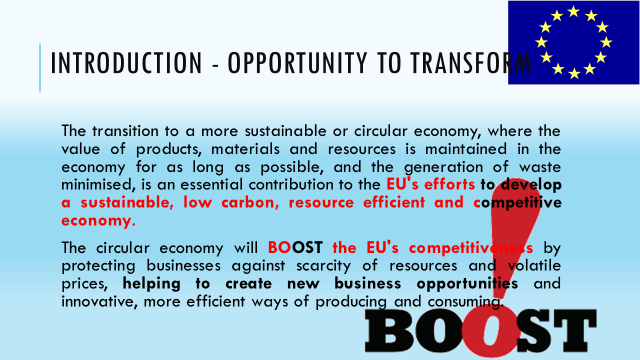 INTRODUCTION - OPPORTUNITY TO TRANSFORM
The transition to a more sustainable or circular economy, where the
value of products, materials and resources is maintained in the
economy for as long as possible, and the generation of waste
minimised, is an essential contribution to the EU's efforts to develop
a sustainable, low carbon, resource efficient and competitive
economy.
The circular economy will BOOST the EU's competitiveness by
protecting businesses against scarcity of resources and volatile
prices, helping to create new business opportunities and
innovative, more efficient ways of producing and consuming.
BOOST